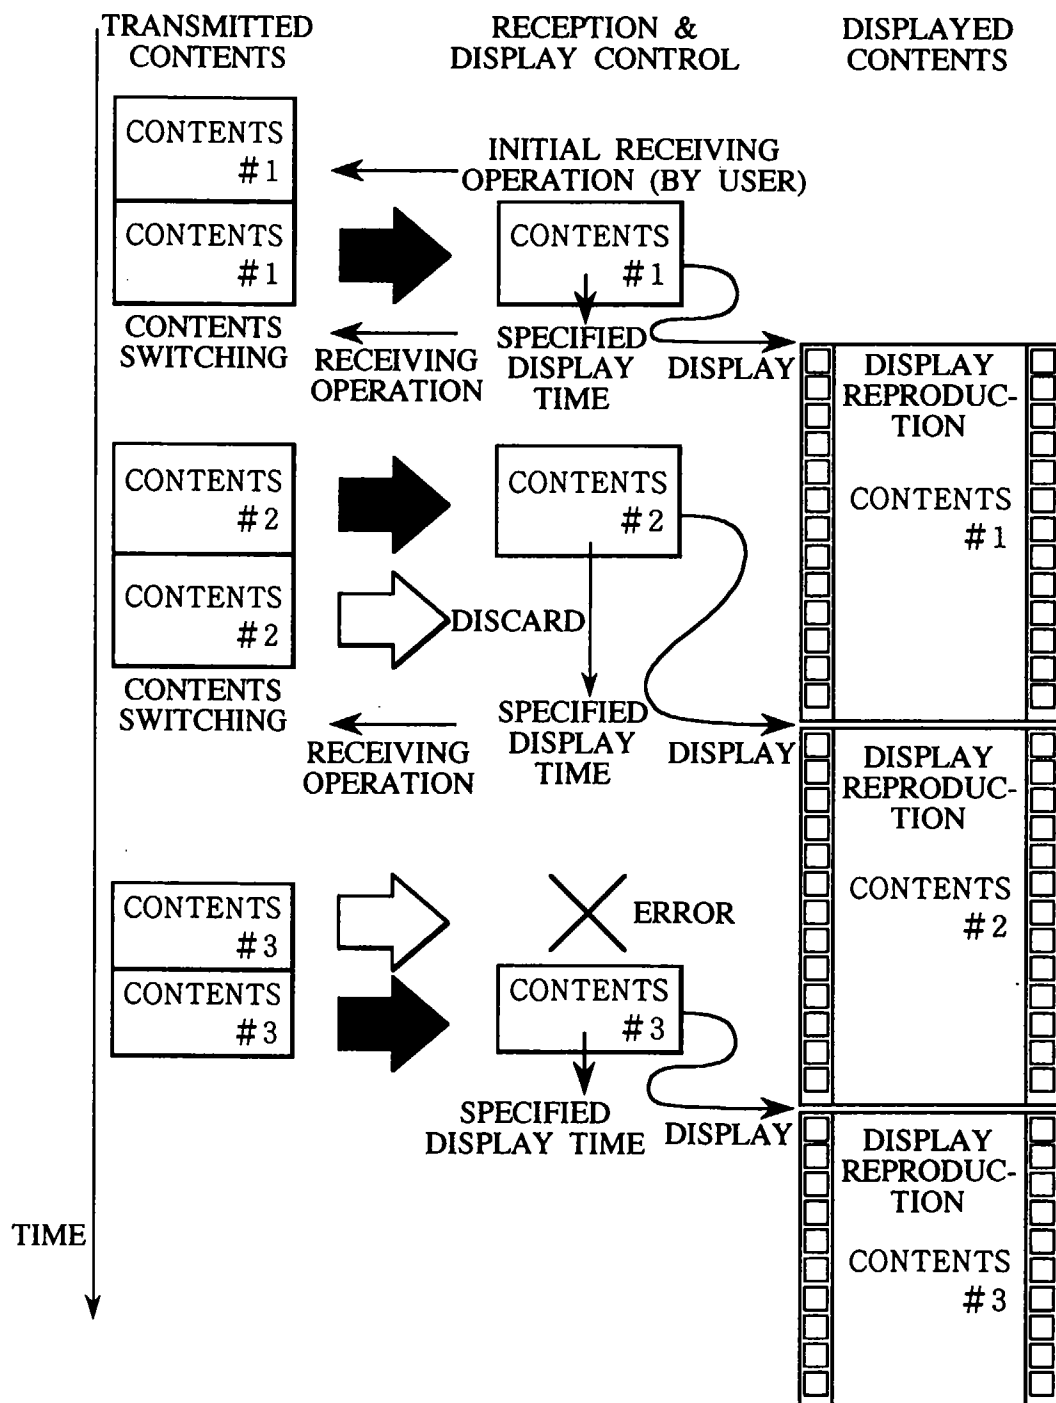 TRANSMITTED
CONTENTS
RECEPTION &
DISPLAY CONTROL
DISPLAYED
CONTENTS
CONTENTS
#1
INITIAL RECEIVING
OPERATION (BY USER)
CONTENTS
#1
CONTENTS
#1
CONTENTS
SWITCHING
RECEIVING
OPERATION
SPECIFIED
DISPLAY
TIME
DISPLAY
DISPLAY
REPRODUC-
TION
CONTENTS
#1
CONTENTS
#2
CONTENTS
#2
CONTENTS
#2
DISCARD
CONTENTS
SWITCHING
RECEIVING
OPERATION
SPECIFIED
DISPLAY
TIME
DISPLAY
DISPLAY
REPRODUC-
TION
CONTENTS
#2
CONTENTS
#3
ERROR
CONTENTS
#3
CONTENTS
#3
SPECIFIED
DISPLAY TIME
DISPLAY
DISPLAY
REPRODUC-
TION
CONTENTS
#3
TIME